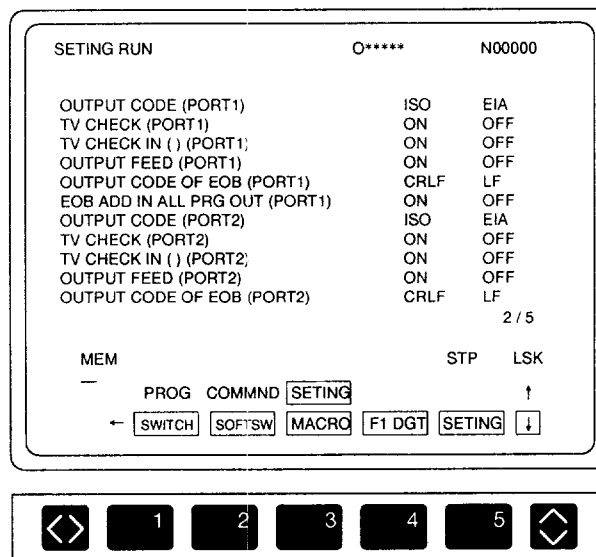 SETING RUN O***** N00000
OUTPUT CODE (PORT1) ISO EIA
TV CHECK (PORT1) ON OFF
TV CHECK IN ( ) (PORT1) ON OFF
OUTPUT FEED (PORT1) ON OFF
OUTPUT CODE OF EOB (PORT1) CRLF LF
EOB ADD IN ALL PRG OUT (PORT1) ON OFF
OUTPUT CODE (PORT2) ISO EIA
TV CHECK (PORT2) ON OFF
TV CHECK IN ( ) (PORT2) ON OFF
OUTPUT FEED (PORT2) ON OFF
OUTPUT CODE OF EOB (PORT2) CRLF LF
2 / 5
MEM STP LSK
PROG COMMND SETING ↑
← SWITCH SOFTSW MACRO F1 DGT SETING ↓
1 2 3 4 5